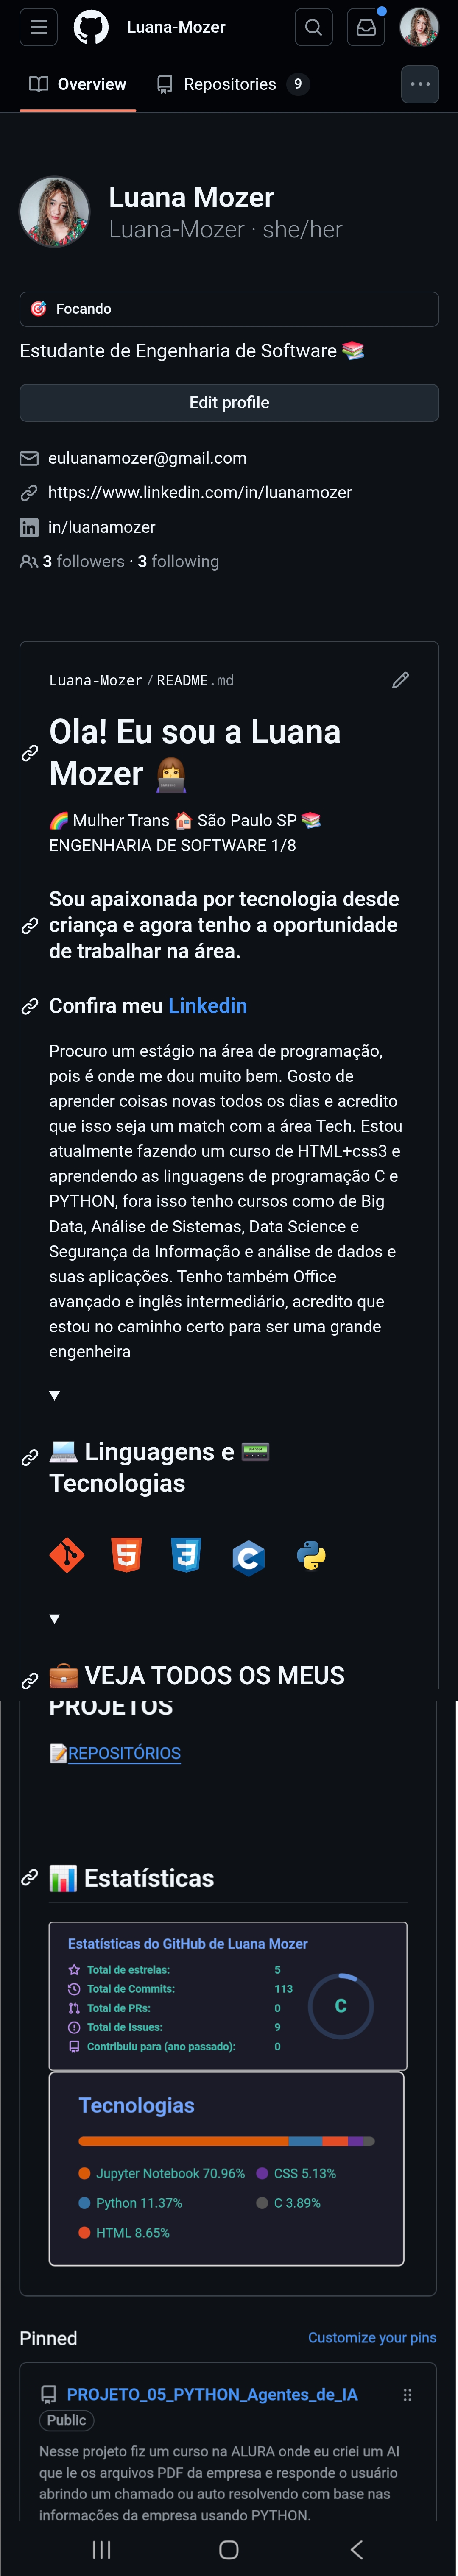 Luana-Mozer
Overview
Repositories 9
Luana Mozer
Luana-Mozer · she/her
🎯 Focando
Estudante de Engenharia de Software 📚
Edit profile
euluanamozer@gmail.com
https://www.linkedin.com/in/luanamozer
in/luanamozer
3 followers · 3 following
Luana-Mozer/README.md
Ola! Eu sou a Luana
Mozer 👩‍💻
🌈 Mulher Trans 🏠 São Paulo SP 📚
ENGENHARIA DE SOFTWARE 1/8
Sou apaixonada por tecnologia desde
criança e agora tenho a oportunidade
de trabalhar na área.
Confira meu Linkedin
Procuro um estágio na área de programação,
pois é onde me dou muito bem. Gosto de
aprender coisas novas todos os dias e acredito
que isso seja um match com a área Tech. Estou
atualmente fazendo um curso de HTML+css3 e
aprendendo as linguagens de programação C e
PYTHON, fora isso tenho cursos como de Big
Data, Análise de Sistemas, Data Science e
Segurança da Informação e análise de dados e
suas aplicações. Tenho também Office
avançado e inglês intermediário, acredito que
estou no caminho certo para ser uma grande
engenheira
▼
💻 Linguagens e 📟
Tecnologias
5 3 C
▼
💼 VEJA TODOS OS MEUS
PROJETOS
📝REPOSITÓRIOS
📊 Estatísticas
Estatísticas do GitHub de Luana Mozer
Total de estrelas: 5
Total de Commits: 113
Total de PRs: 0
Total de Issues: 9
Contribuiu para (ano passado): 0
C
Tecnologias
Jupyter Notebook 70.96% CSS 5.13%
Python 11.37% C 3.89%
HTML 8.65%
Pinned Customize your pins
PROJETO_05_PYTHON_Agentes_de_IA
Public
Nesse projeto fiz um curso na ALURA onde eu criei um AI
que le os arquivos PDF da empresa e responde o usuário
abrindo um chamado ou auto resolvendo com base nas
informações da empresa usando PYTHON.